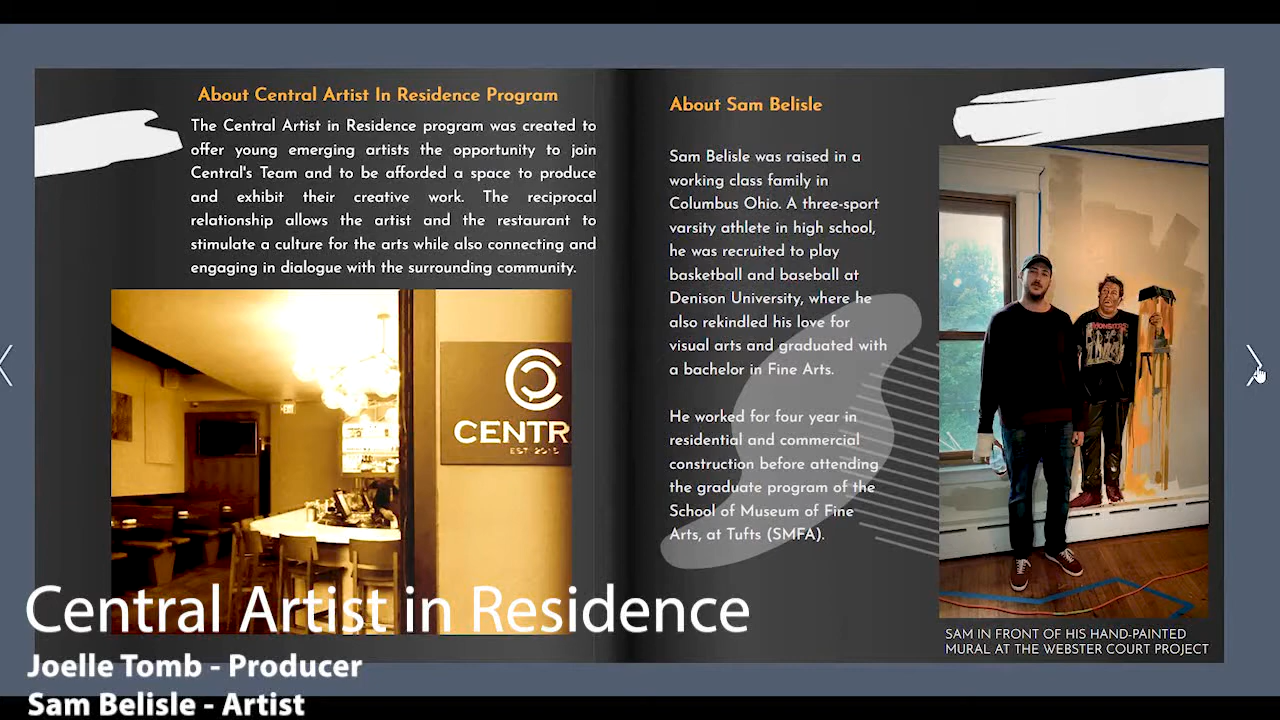 About Central Artist In Residence Program
The Central Artist in Residence program was created to
offer young emerging artists the opportunity to join
Central's Team and to be afforded a space to produce
and exhibit their creative work. The reciprocal
relationship allows the artist and the restaurant to
stimulate a culture for the arts while also connecting and
engaging in dialogue with the surrounding community.
CENTR
EST 2015
About Sam Belisle
Sam Belisle was raised in a
working class family in
Columbus Ohio. A three-sport
varsity athlete in high school,
he was recruited to play
basketball and baseball at
Denison University, where he
also rekindled his love for
visual arts and graduated with
a bachelor in Fine Arts.
He worked for four year in
residential and commercial
construction before attending
the graduate program of the
School of Museum of Fine
Arts, at Tufts (SMFA).
MONSTERS
SAM IN FRONT OF HIS HAND-PAINTED
MURAL AT THE WEBSTER COURT PROJECT
Central Artist in Residence
Joelle Tomb - Producer
Sam Belisle - Artist